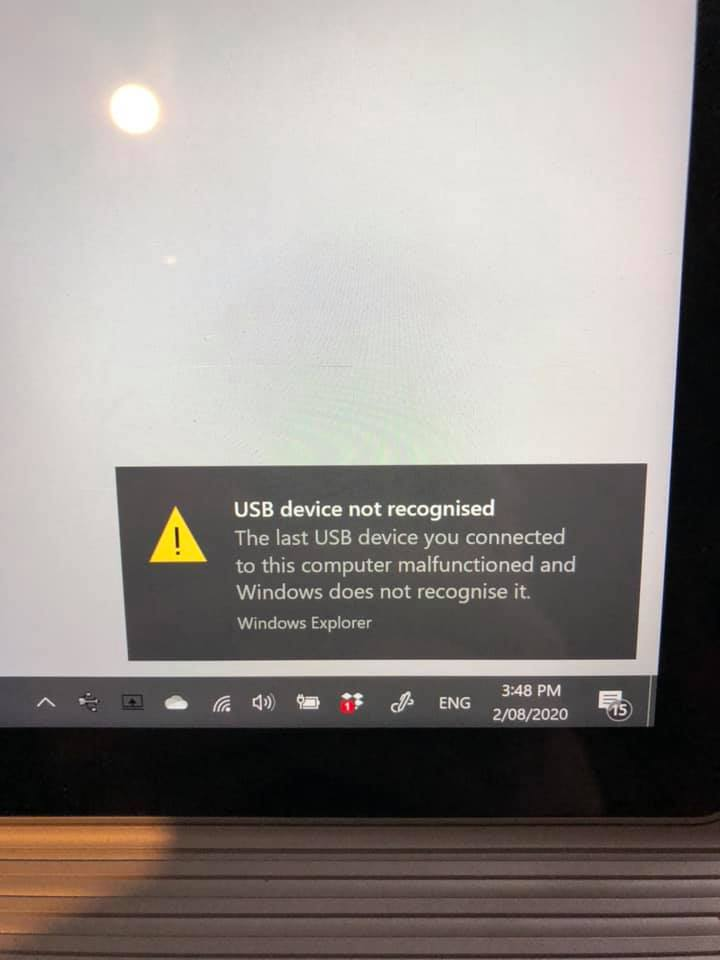 USB device not recognised
The last USB device you connected
to this computer malfunctioned and
Windows does not recognise it.
Windows Explorer
1
ENG
3:48 PM
2/08/2020
15